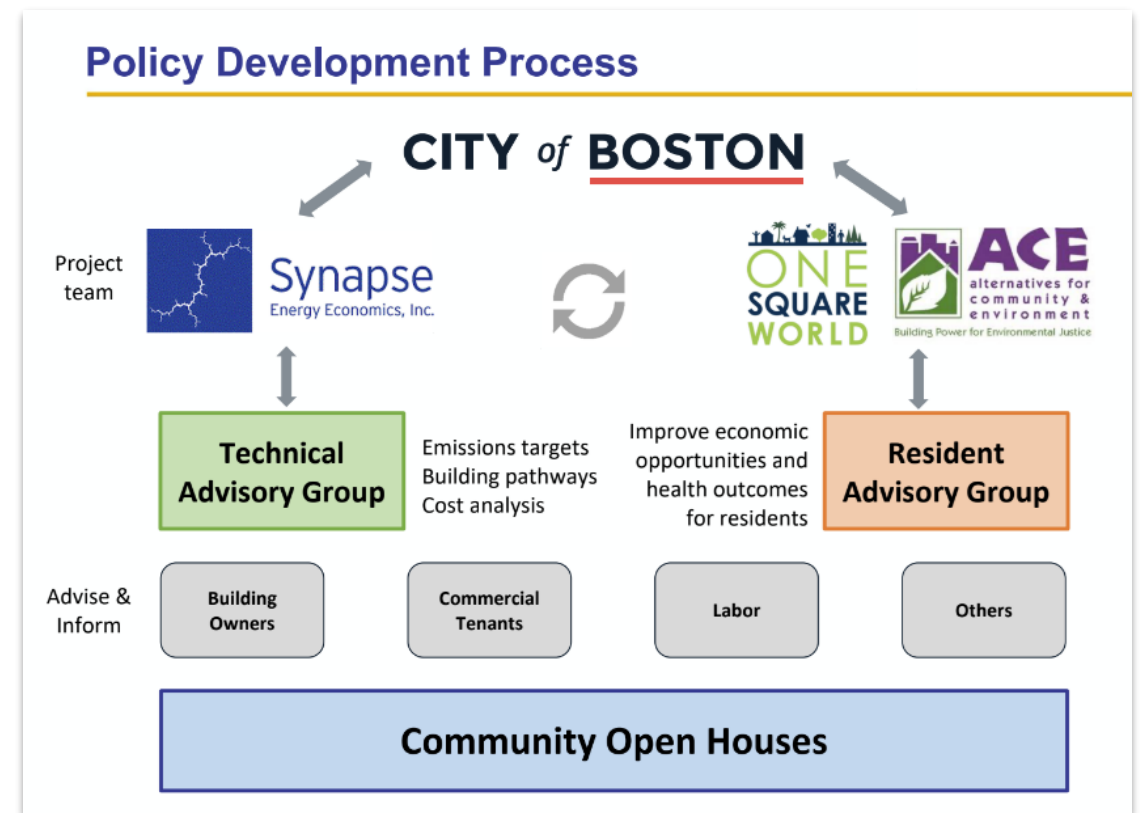 Policy Development Process
CITY of BOSTON
Project
team
Synapse
Energy Economics, Inc.
ONE
SQUARE
WORLD
ACE
alternatives for
community &
environment
Building Power for Environmental Justice
Technical
Advisory Group
Emissions targets
Building pathways
Cost analysis
Improve economic
opportunities and
health outcomes
for residents
Resident
Advisory Group
Advise &
Inform
Building
Owners
Commercial
Tenants
Labor
Others
Community Open Houses